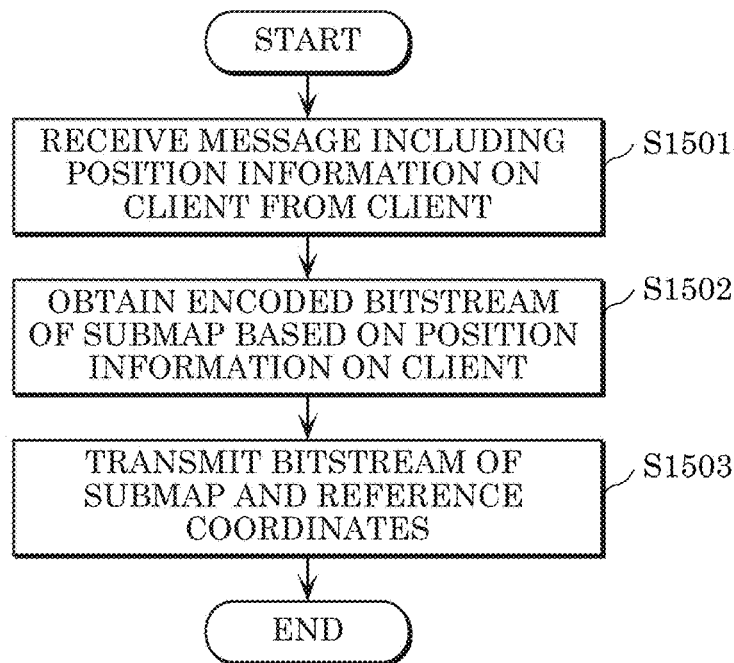 START
RECEIVE MESSAGE INCLUDING
POSITION INFORMATION ON
CLIENT FROM CLIENT
S1501
OBTAIN ENCODED BITSTREAM
OF SUBMAP BASED ON POSITION
INFORMATION ON CLIENT
S1502
TRANSMIT BITSTREAM OF
SUBMAP AND REFERENCE
COORDINATES
S1503
END